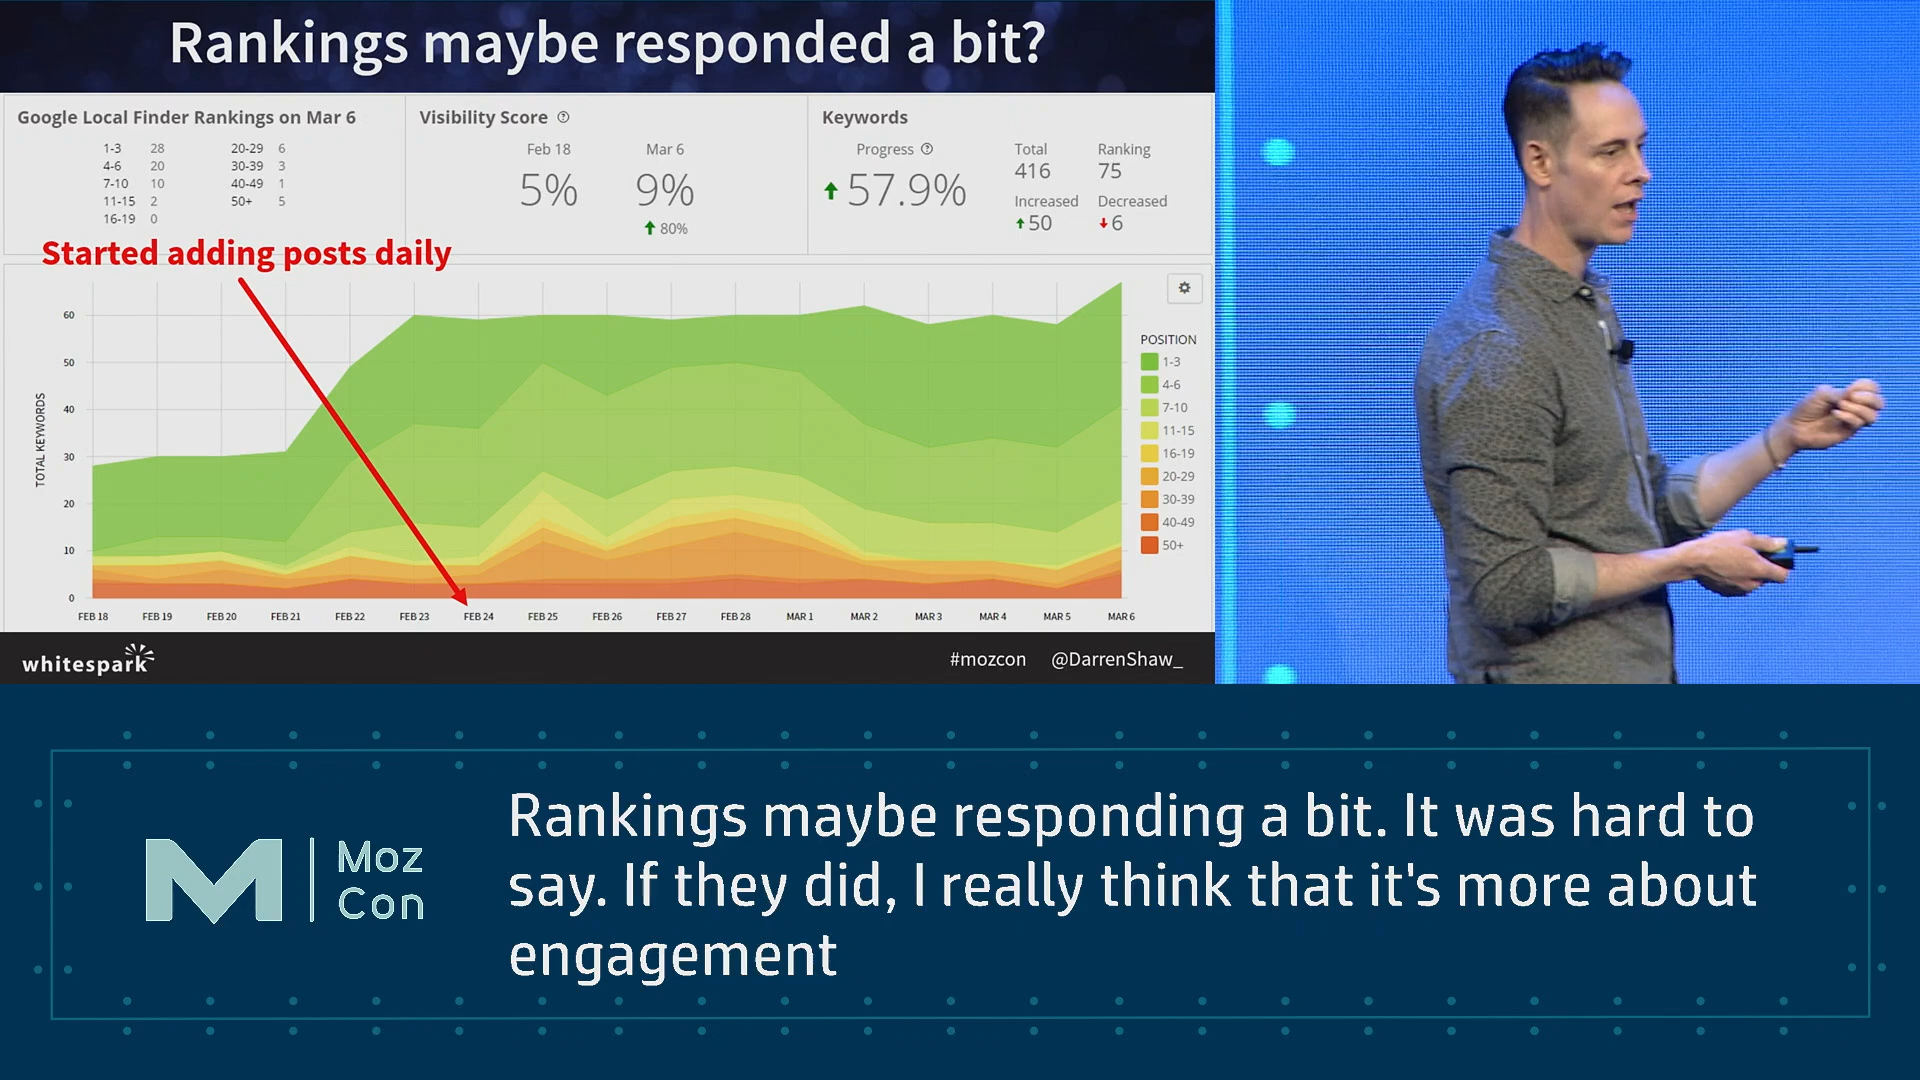 Rankings maybe responded a bit?
Google Local Finder Rankings on Mar 6
1-3 28
4-6 20
7-10 10
11-15 2
16-19 0
20-29 6
30-39 3
40-49 1
50+ 5
Visibility Score
Feb 18
5%
Mar 6
9%
80%
Keywords
Progress
57.9%
Total
416
Ranking
75
Increased
50
Decreased
6
Started adding posts daily
TOTAL KEYWORDS
60
50
40
30
20
10
0
FEB 18 FEB 19 FEB 20 FEB 21 FEB 22 FEB 23 FEB 24 FEB 25 FEB 26 FEB 27 FEB 28 MAR 1 MAR 2 MAR 3 MAR 4 MAR 5 MAR 6
POSITION
1-3
4-6
7-10
11-15
16-19
20-29
30-39
40-49
50+
whitespark
#mozcon @DarrenShaw_
Moz
Con
Rankings maybe responding a bit. It was hard to
say. If they did, I really think that it's more about
engagement